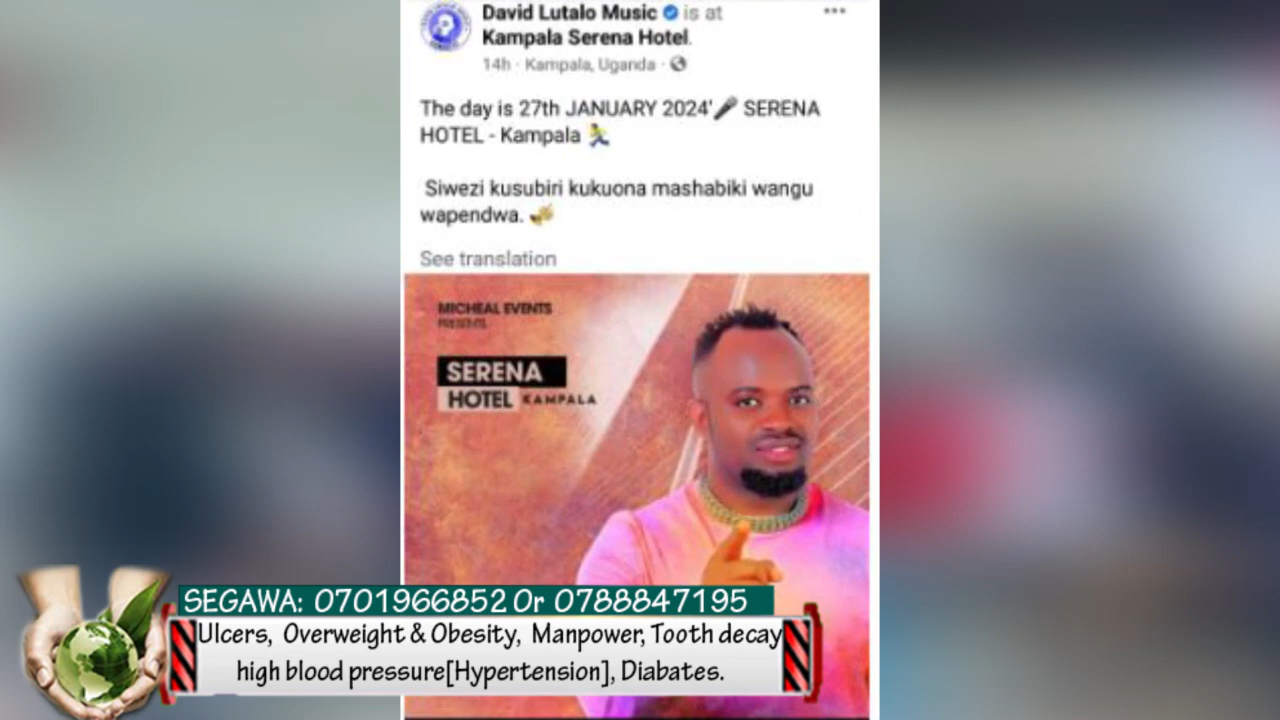 David Lutalo Music is at
Kampala Serena Hotel.
14h · Kampala, Uganda ·
The day is 27th JANUARY 2024'🎤 SERENA
HOTEL - Kampala 🏃‍♂️
Siwezi kusubiri kukuona mashabiki wangu
wapendwa. 🎺
See translation
MICHEAL EVENTS
PRESENTS
SERENA
HOTEL KAMPALA
SEGAWA: 0701966852 Or 0788847195
Ulcers, Overweight & Obesity, Manpower, Tooth decay
high blood pressure[Hypertension], Diabates.